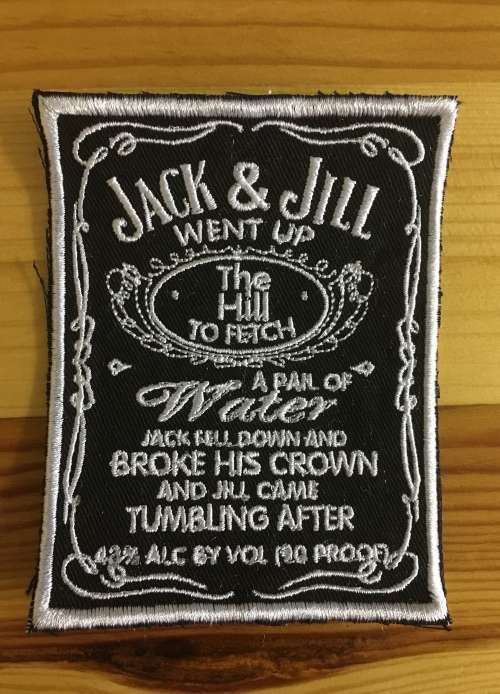 JACK & JILL
WENT UP
The
Hill
TO FETCH
A PAIL OF
Water
JACK FELL DOWN AND
BROKE HIS CROWN
AND JILL CAME
TUMBLING AFTER
ALC BY VOL PROOF)